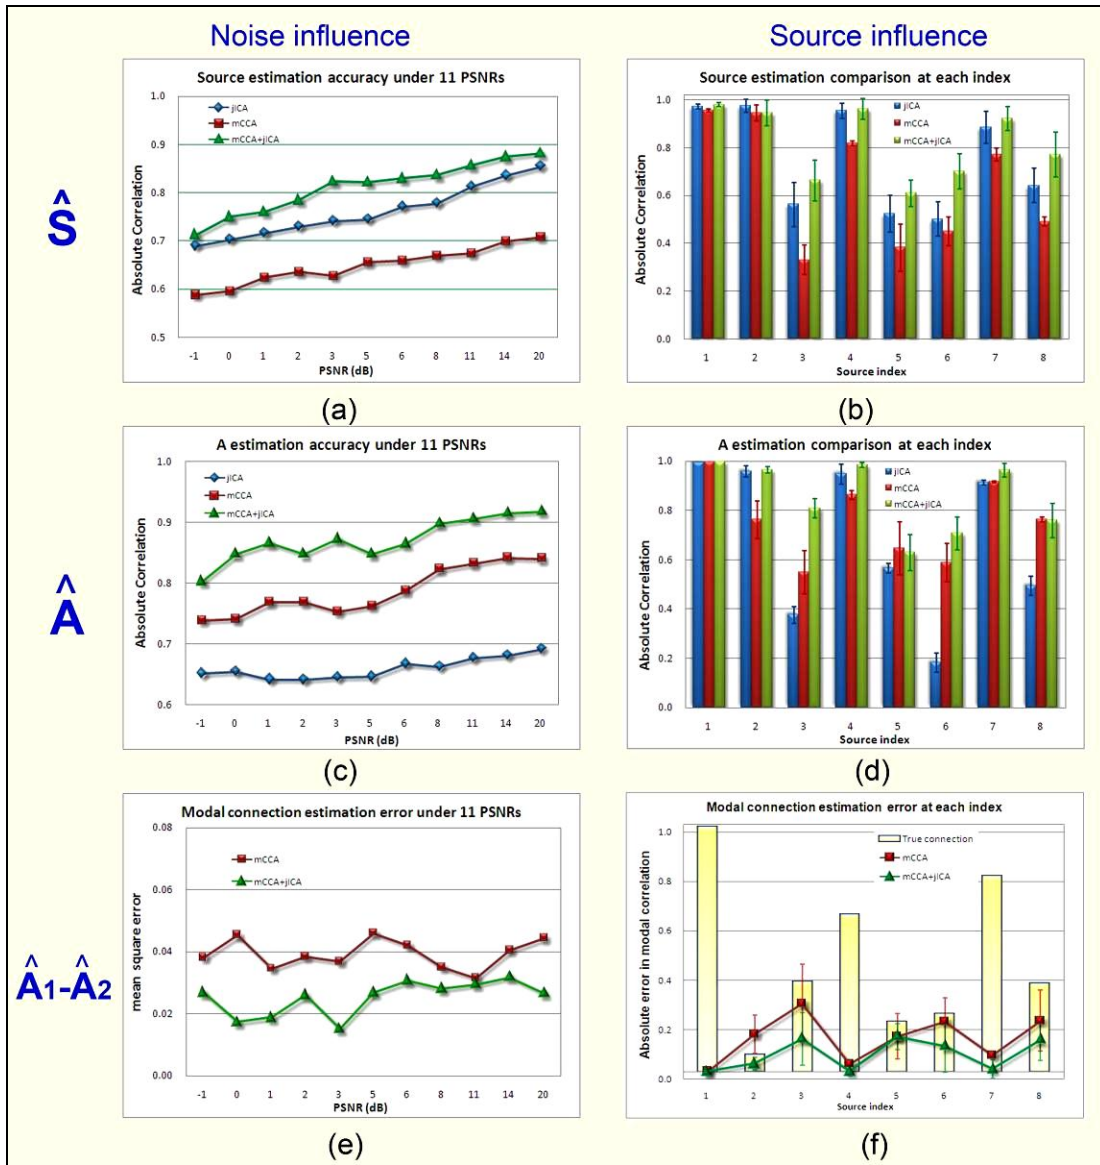 Noise influence
Source influence
Ŝ
Source estimation accuracy under 11 PSNRs
Absolute Correlation
1.0
0.9
0.8
0.7
0.6
0.5
jICA
mCCA
mCCA+jICA
-1 0 1 2 3 5 6 8 11 14 20
PSNR (dB)
(a)
Source estimation comparison at each index
Absolute Correlation
1.0
0.8
0.6
0.4
0.2
0.0
jICA
mCCA
mCCA+jICA
1 2 3 4 5 6 7 8
Source index
(b)
Â
A estimation accuracy under 11 PSNRs
Absolute Correlation
1.0
0.9
0.8
0.7
0.6
jICA
mCCA
mCCA+jICA
-1 0 1 2 3 5 6 8 11 14 20
PSNR (dB)
(c)
A estimation comparison at each index
Absolute Correlation
1.0
0.8
0.6
0.4
0.2
0.0
jICA
mCCA
mCCA+jICA
1 2 3 4 5 6 7 8
Source index
(d)
Â1-Â2
Modal connection estimation error under 11 PSNRs
mean square error
0.08
0.06
0.04
0.02
0.00
mCCA
mCCA+jICA
-1 0 1 2 3 5 6 8 11 14 20
PSNR (dB)
(e)
Modal connection estimation error at each index
Absolute error in modal correlation
1.0
0.8
0.6
0.4
0.2
0.0
True connection
mCCA
mCCA+jICA
1 2 3 4 5 6 7 8
Source index
(f)